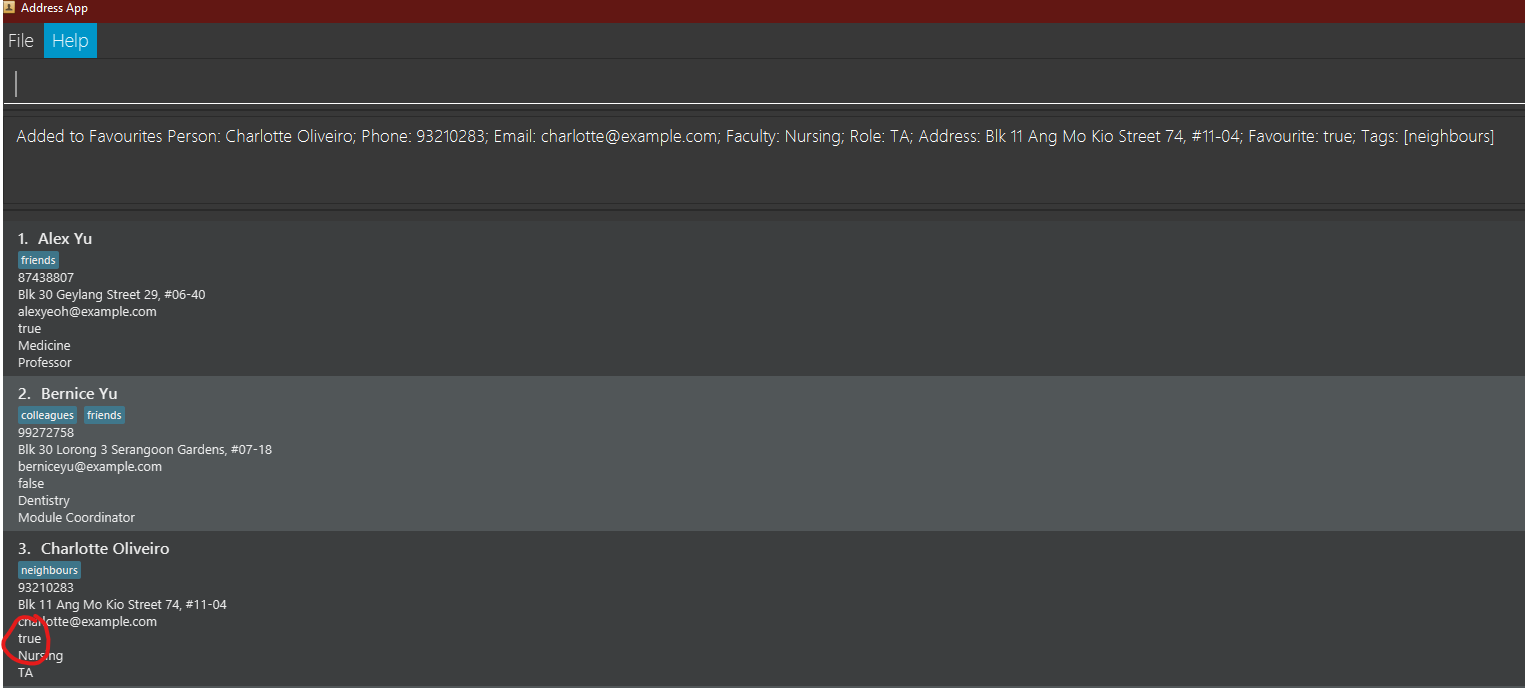 Address App
File Help
Added to Favourites Person: Charlotte Oliveiro; Phone: 93210283; Email: charlotte@example.com; Faculty: Nursing; Role: TA; Address: Blk 11 Ang Mo Kio Street 74, #11-04; Favourite: true; Tags: [neighbours]
1. Alex Yu
friends
87438807
Blk 30 Geylang Street 29, #06-40
alexyeoh@example.com
true
Medicine
Professor
2. Bernice Yu
colleagues friends
99272758
Blk 30 Lorong 3 Serangoon Gardens, #07-18
berniceyu@example.com
false
Dentistry
Module Coordinator
3. Charlotte Oliveiro
neighbours
93210283
Blk 11 Ang Mo Kio Street 74, #11-04
charlotte@example.com
true
Nursing
TA